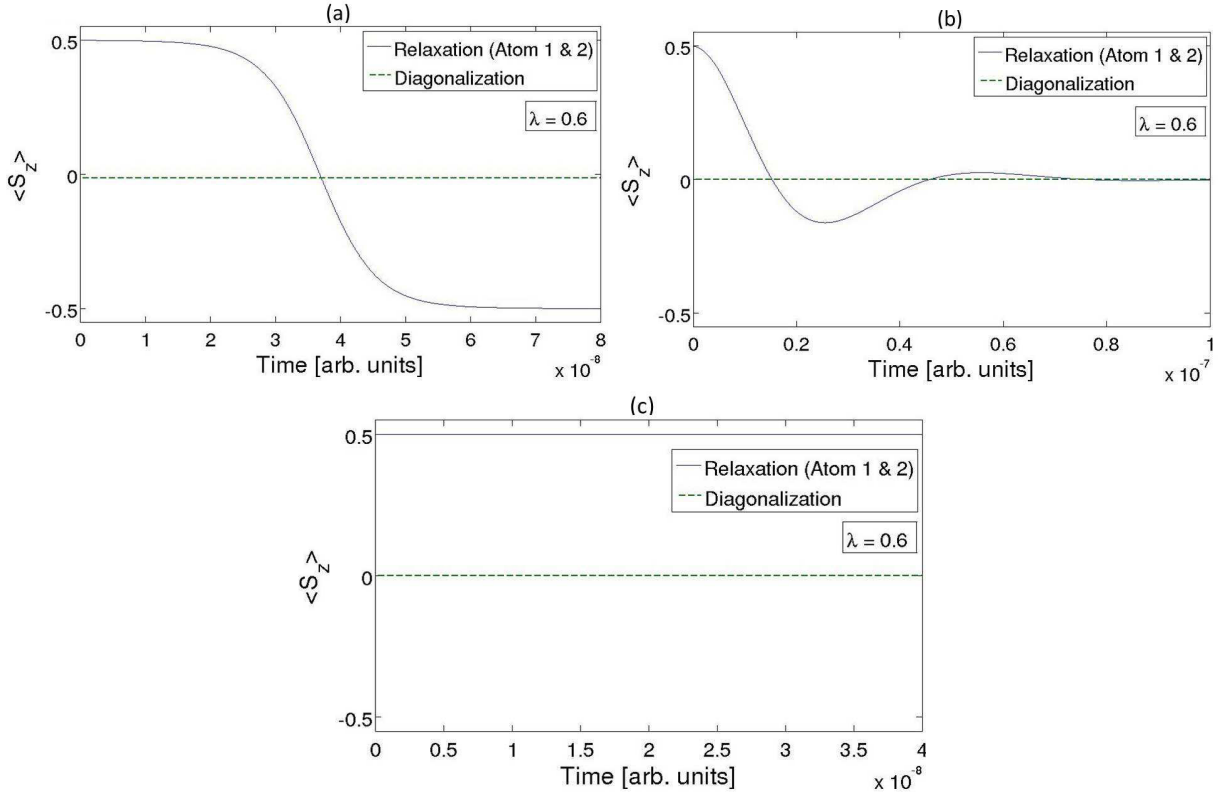 (a)
0.5
0
-0.5
<S_z>
Relaxation (Atom 1 & 2)
Diagonalization
λ = 0.6
0 1 2 3 4 5 6 7 8
Time [arb. units]
x 10^-8
(b)
0.5
0
-0.5
<S_z>
Relaxation (Atom 1 & 2)
Diagonalization
λ = 0.6
0 0.2 0.4 0.6 0.8 1
Time [arb. units]
x 10^-7
(c)
0.5
0
-0.5
<S_z>
Relaxation (Atom 1 & 2)
Diagonalization
λ = 0.6
0 0.5 1 1.5 2 2.5 3 3.5 4
Time [arb. units]
x 10^-8